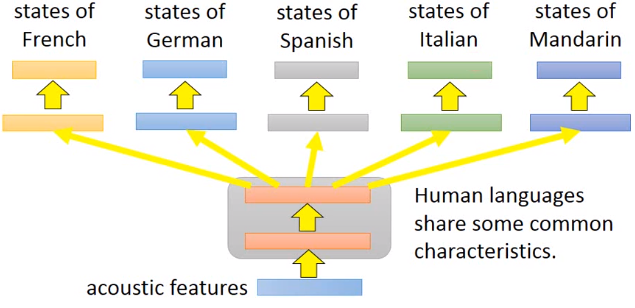 states of French
states of German
states of Spanish
states of Italian
states of Mandarin
Human languages
share some common
characteristics.
acoustic features